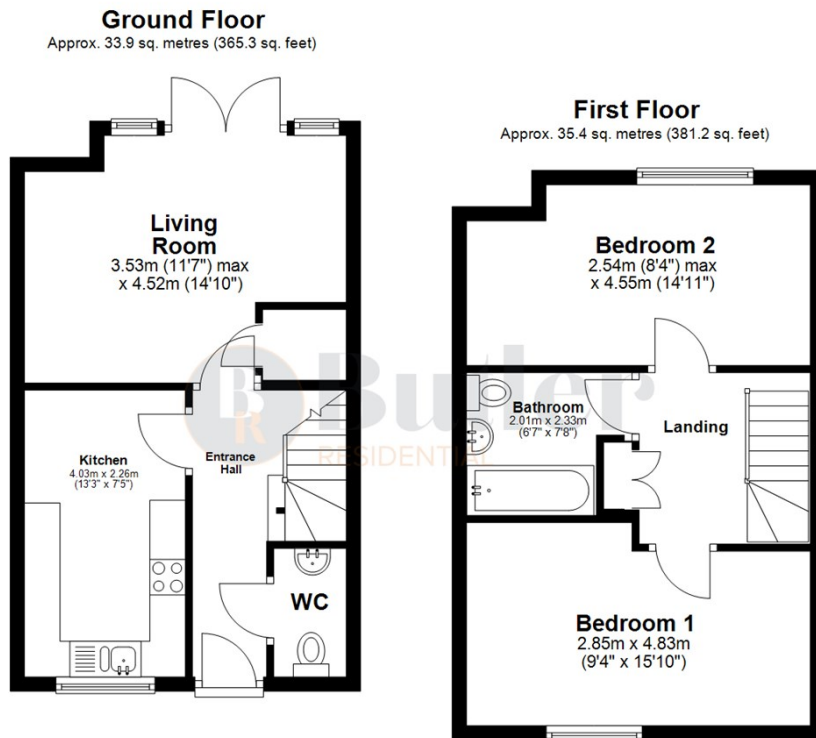 Ground Floor
Approx. 33.9 sq. metres (365.3 sq. feet)
Living
Room
3.53m (11'7") max
x 4.52m (14'10")
Kitchen
4.03m x 2.26m
(13'3" x 7'5")
Entrance
Hall
WC
First Floor
Approx. 35.4 sq. metres (381.2 sq. feet)
Bedroom 2
2.54m (8'4") max
x 4.55m (14'11")
Bathroom
2.01m x 2.33m
(6'7" x 7'8")
Landing
Bedroom 1
2.85m x 4.83m
(9'4" x 15'10")
BR Butler
RESIDENTIAL